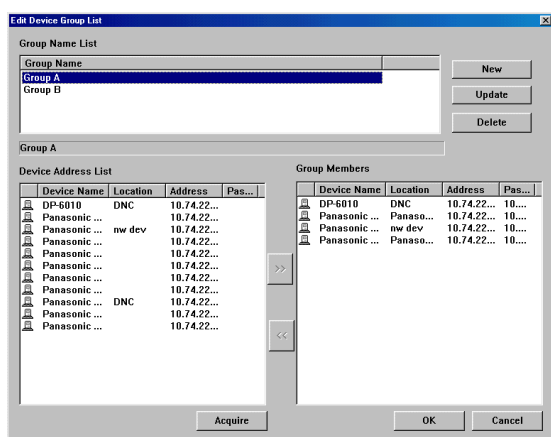 Edit Device Group List
Group Name List
Group Name
Group A
Group B
New
Update
Delete
Group A
Device Address List
Device Name Location Address Pas...
DP-6010 DNC 10.74.22...
Panasonic ... 10.74.22...
Panasonic ... nw dev 10.74.22...
Panasonic ... 10.74.22...
Panasonic ... 10.74.22...
Panasonic ... 10.74.22...
Panasonic ... 10.74.22...
Panasonic ... 10.74.22...
Panasonic ... DNC 10.74.22...
Panasonic ... 10.74.22...
Panasonic ... 10.74.22...
>>
<<
Group Members
Device Name Location Address Pas...
DP-6010 DNC 10.74.22... 10....
Panasonic ... Panaso... 10.74.22... 10....
Panasonic ... nw dev 10.74.22... 10....
Panasonic ... Panaso... 10.74.22... 10....
Acquire
OK
Cancel